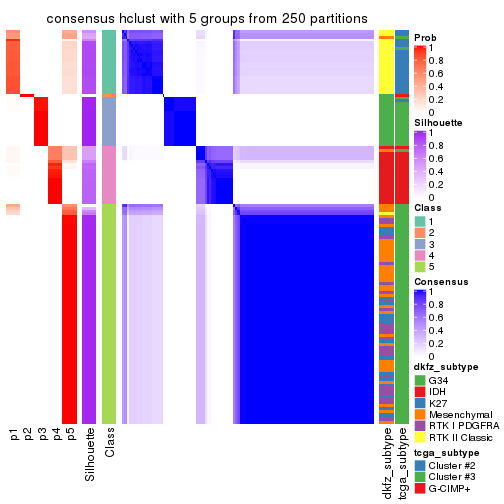 consensus hclust with 5 groups from 250 partitions
Prob
1
0.8
0.6
0.4
0.2
0
Silhouette
1
0.8
0.6
0.4
0.2
0
Class
1
2
3
4
5
Consensus
1
0.8
0.6
0.4
0.2
0
dkfz_subtype
G34
IDH
K27
Mesenchymal
RTK I PDGFRA
RTK II Classic
tcga_subtype
Cluster #2
Cluster #3
G-CIMP+
p1
p2
p3
p4
p5
Silhouette
Class
dkfz_subtype
tcga_subtype